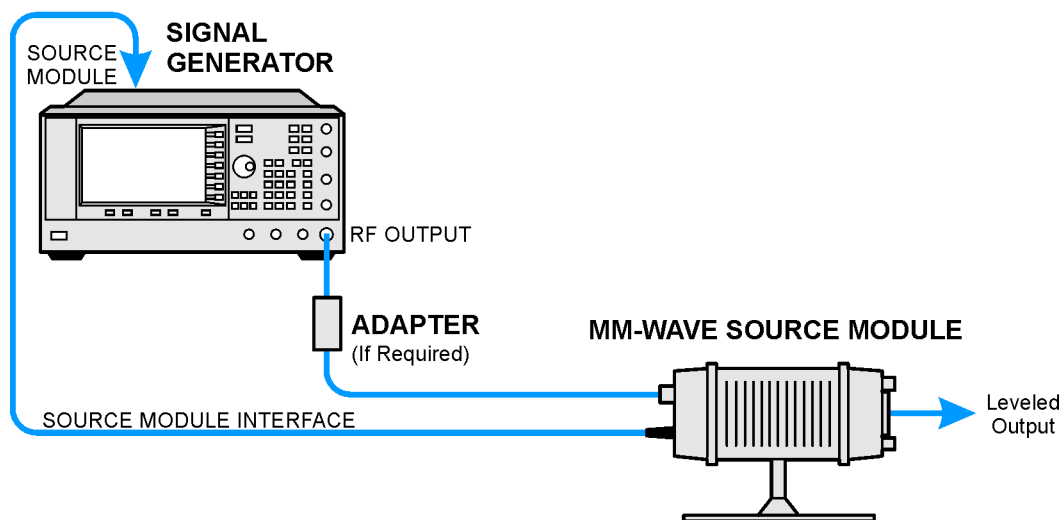 SOURCE
MODULE
SIGNAL
GENERATOR
RF OUTPUT
ADAPTER
(If Required)
MM-WAVE SOURCE MODULE
SOURCE MODULE INTERFACE
Leveled
Output